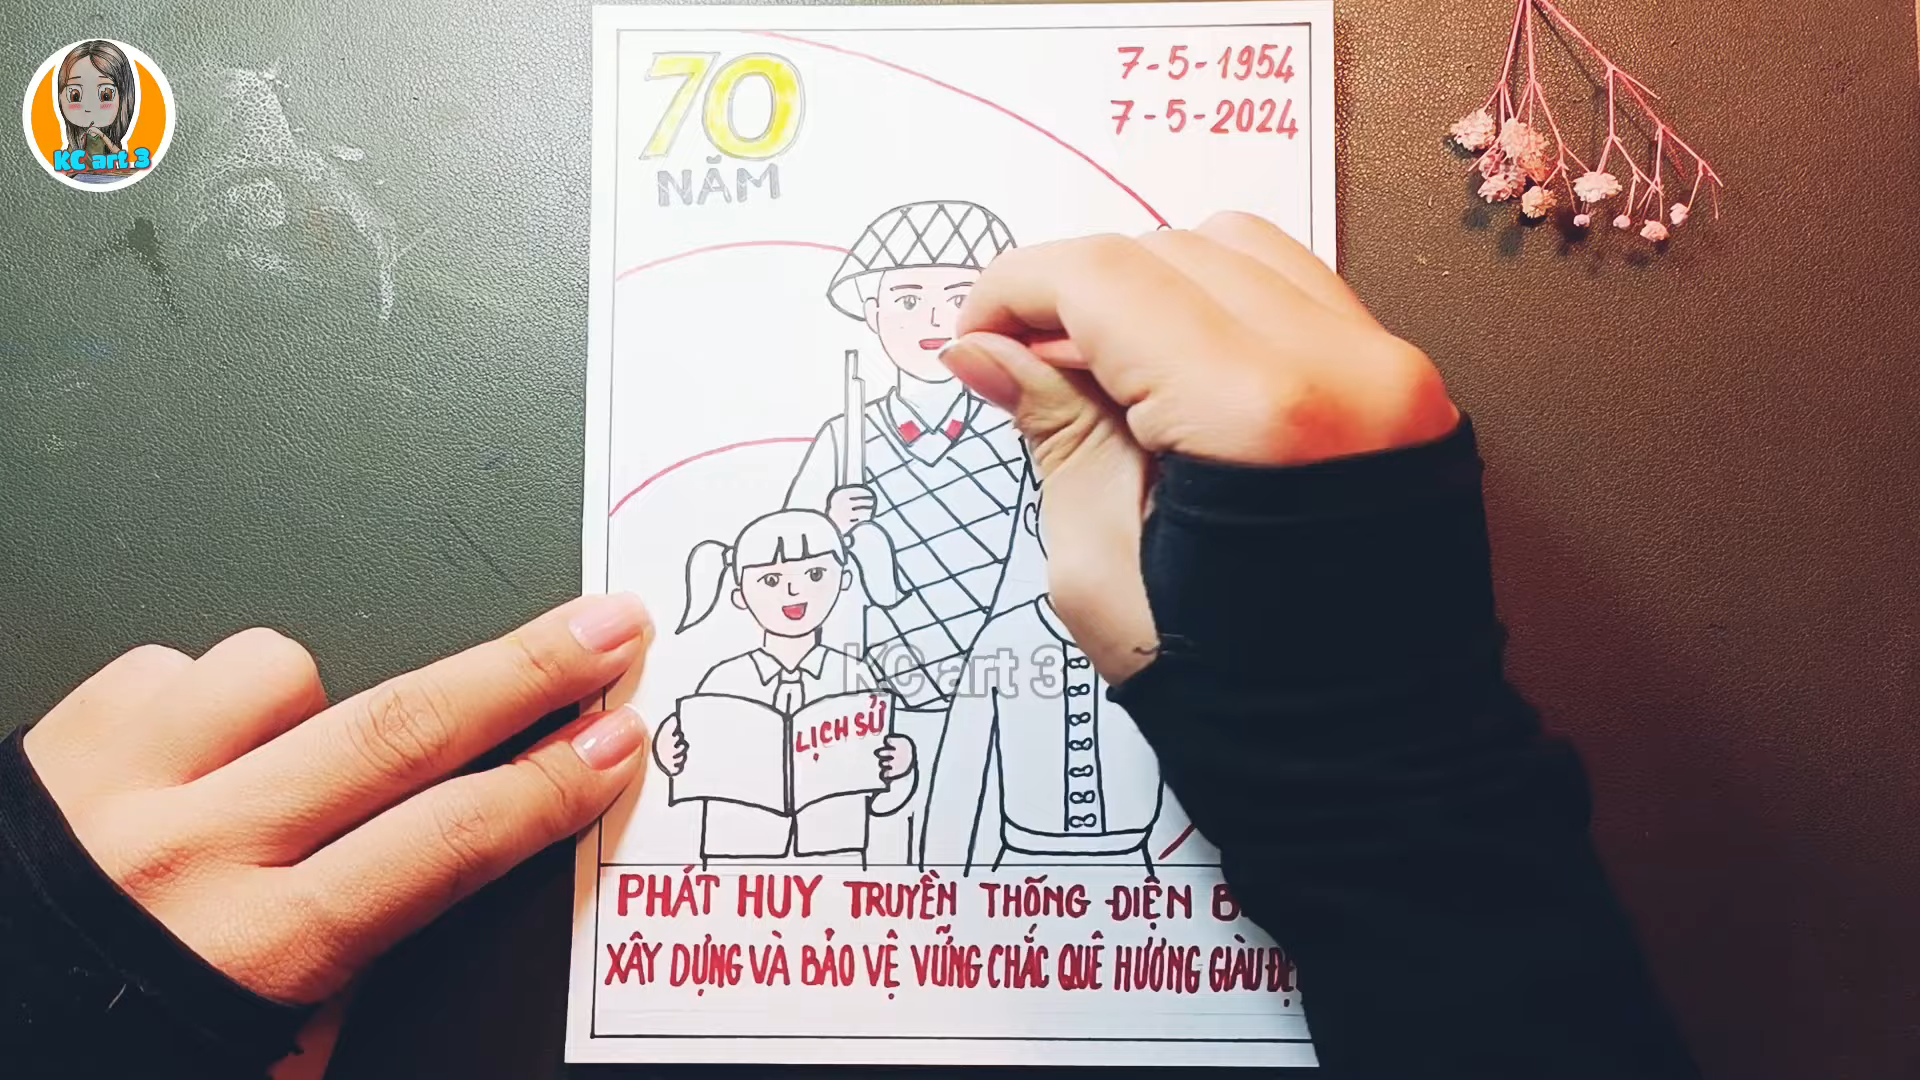 KC art 3
70
NĂM
7-5-1954
7-5-2024
KC art 3
LỊCH SỬ
PHÁT HUY TRUYỀN THỐNG ĐIỆN
XÂY DỰNG VÀ BẢO VỆ VỮNG CHẮC QUÊ HƯƠNG GIÀU